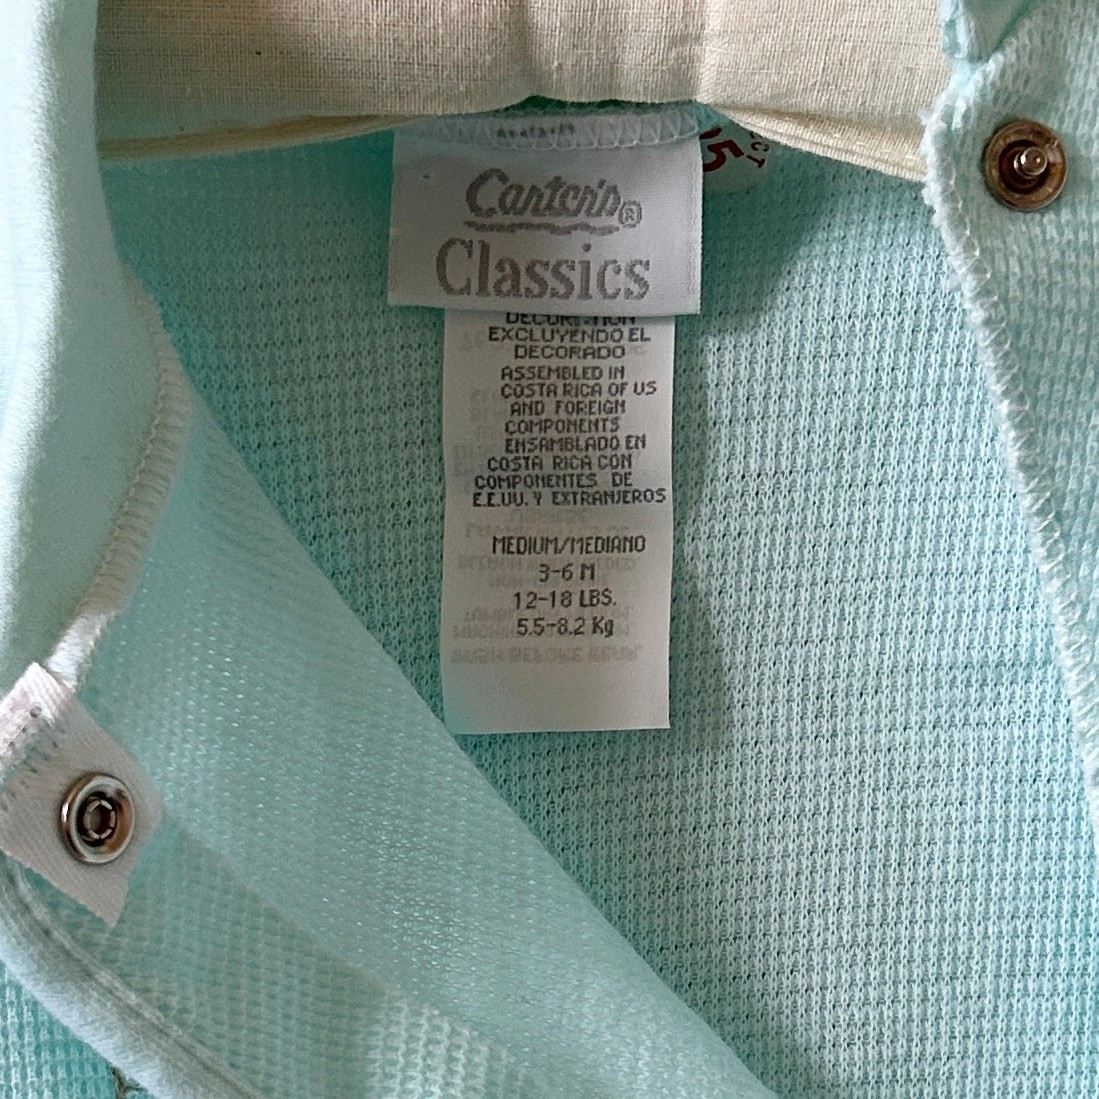 Carter's®
Classics
DECORATION
EXCLUYENDO EL
DECORADO
ASSEMBLED IN
COSTA RICA OF US
AND FOREIGN
COMPONENTS
ENSAMBLADO EN
COSTA RICA CON
COMPONENTES DE
E.E.UU. Y EXTRANJEROS
MEDIUM/MEDIANO
3-6 M
12-18 LBS.
5.5-8.2 Kg